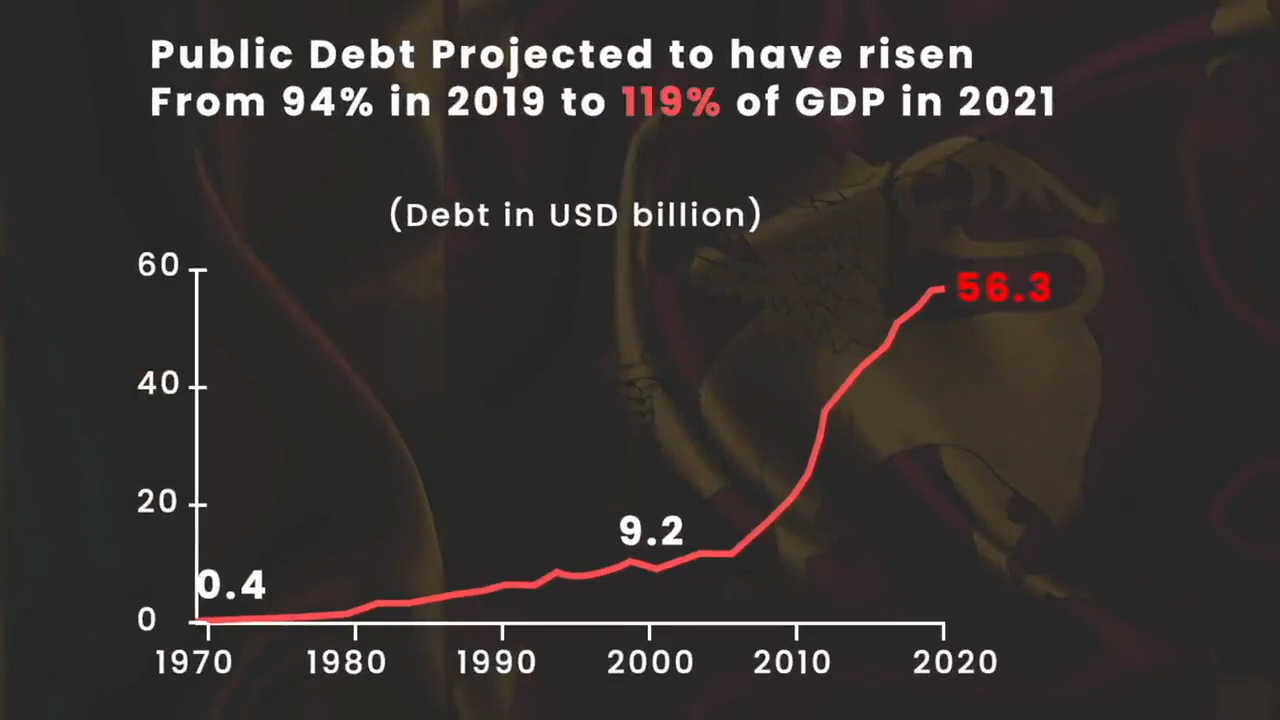 Public Debt Projected to have risen
From 94% in 2019 to 119% of GDP in 2021
(Debt in USD billion)
60
56.3
40
20
9.2
0.4
0
1970 1980 1990 2000 2010 2020